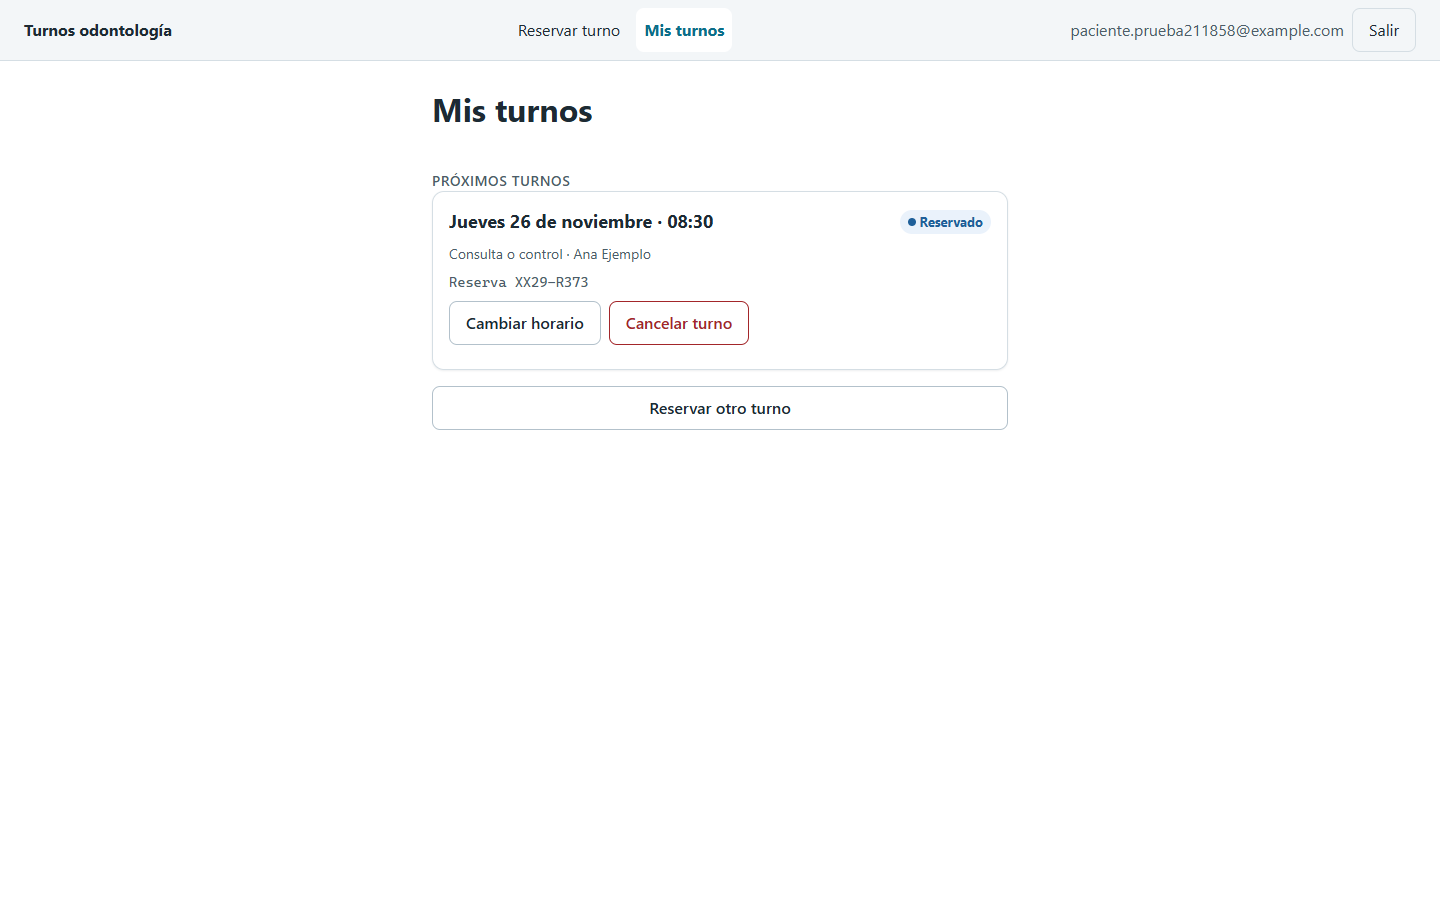 Turnos odontología
Reservar turno
Mis turnos
paciente.prueba211858@example.com
Salir
Mis turnos
PRÓXIMOS TURNOS
Jueves 26 de noviembre · 08:30
Reservado
Consulta o control · Ana Ejemplo
Reserva XX29–R373
Cambiar horario
Cancelar turno
Reservar otro turno